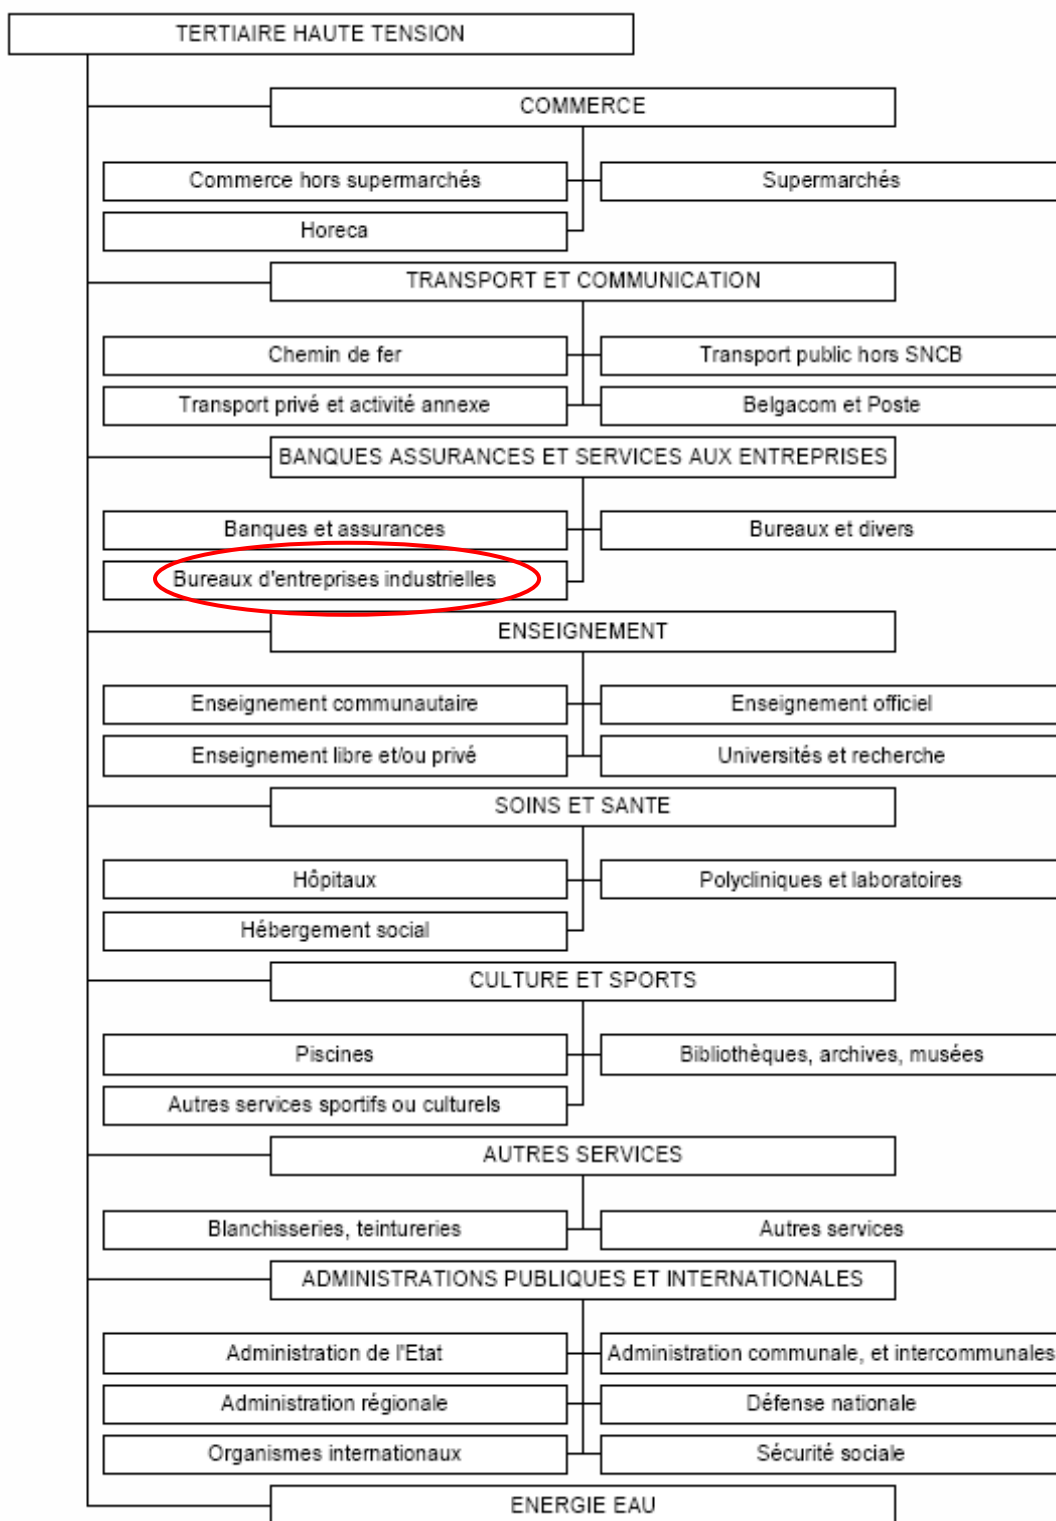 TERTIAIRE HAUTE TENSION
COMMERCE
Commerce hors supermarchés
Supermarchés
Horeca
TRANSPORT ET COMMUNICATION
Chemin de fer
Transport public hors SNCB
Transport privé et activité annexe
Belgacom et Poste
BANQUES ASSURANCES ET SERVICES AUX ENTREPRISES
Banques et assurances
Bureaux et divers
Bureaux d'entreprises industrielles
ENSEIGNEMENT
Enseignement communautaire
Enseignement officiel
Enseignement libre et/ou privé
Universités et recherche
SOINS ET SANTE
Hôpitaux
Polycliniques et laboratoires
Hébergement social
CULTURE ET SPORTS
Piscines
Bibliothèques, archives, musées
Autres services sportifs ou culturels
AUTRES SERVICES
Blanchisseries, teintureries
Autres services
ADMINISTRATIONS PUBLIQUES ET INTERNATIONALES
Administration de l'Etat
Administration communale, et intercommunales
Administration régionale
Défense nationale
Organismes internationaux
Sécurité sociale
ENERGIE EAU